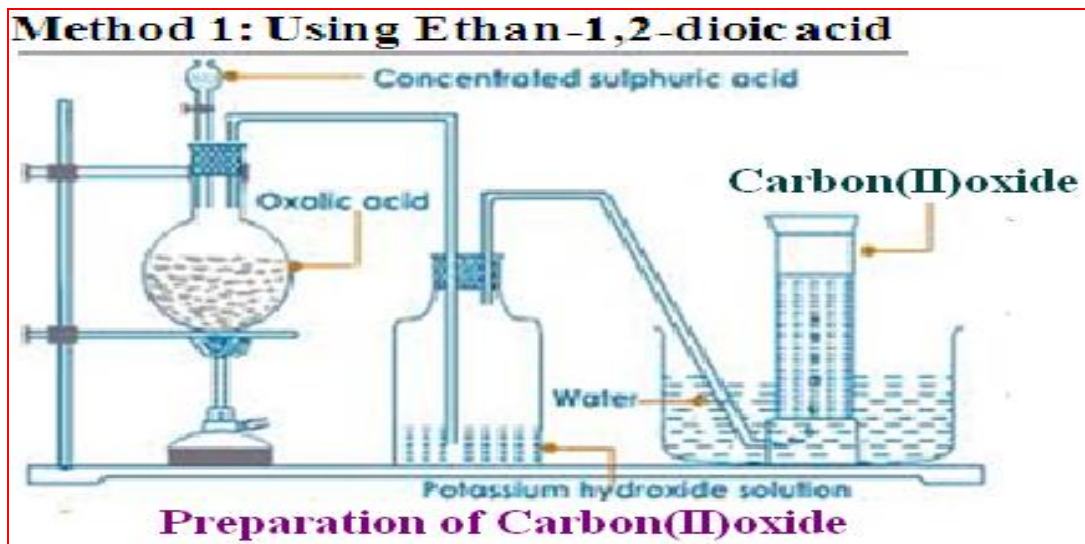 Method 1: Using Ethan-1,2-dioic acid
Concentrated sulphuric acid
Carbon(II)oxide
Oxalic acid
Water
Potassium hydroxide solution
Preparation of Carbon(II)oxide